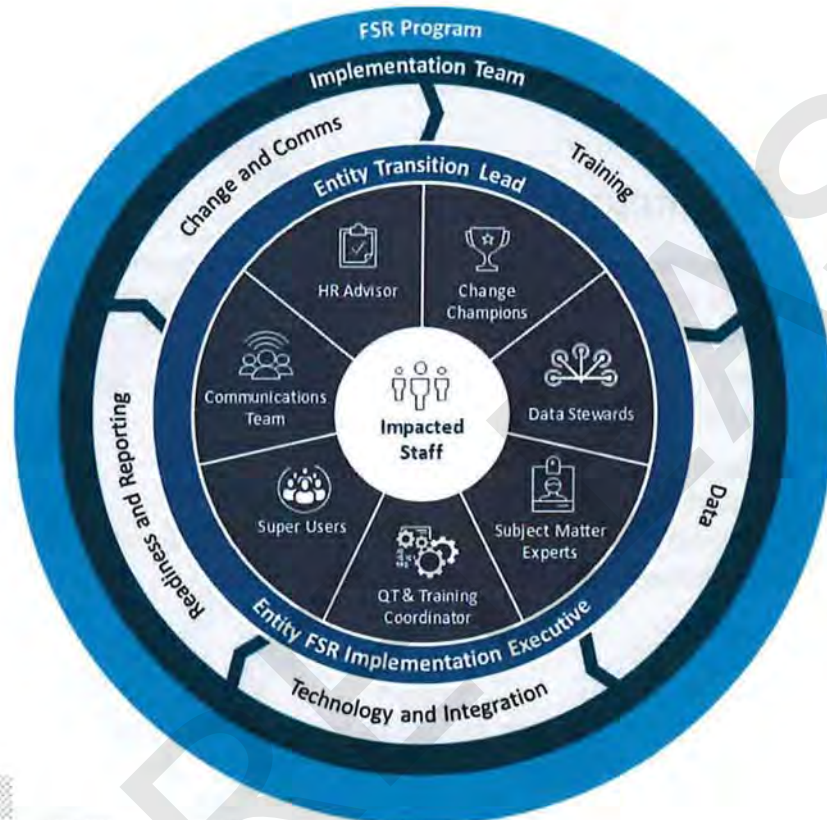 FSR Program
Implementation Team
Change and Comms
Training
Entity Transition Lead
HR Advisor
Change
Champions
Communications
Team
Data Stewards
Impacted
Staff
Super Users
Subject Matter
Experts
QT & Training
Coordinator
Readiness and Reporting
Data
Entity FSR Implementation Executive
Technology and Integration